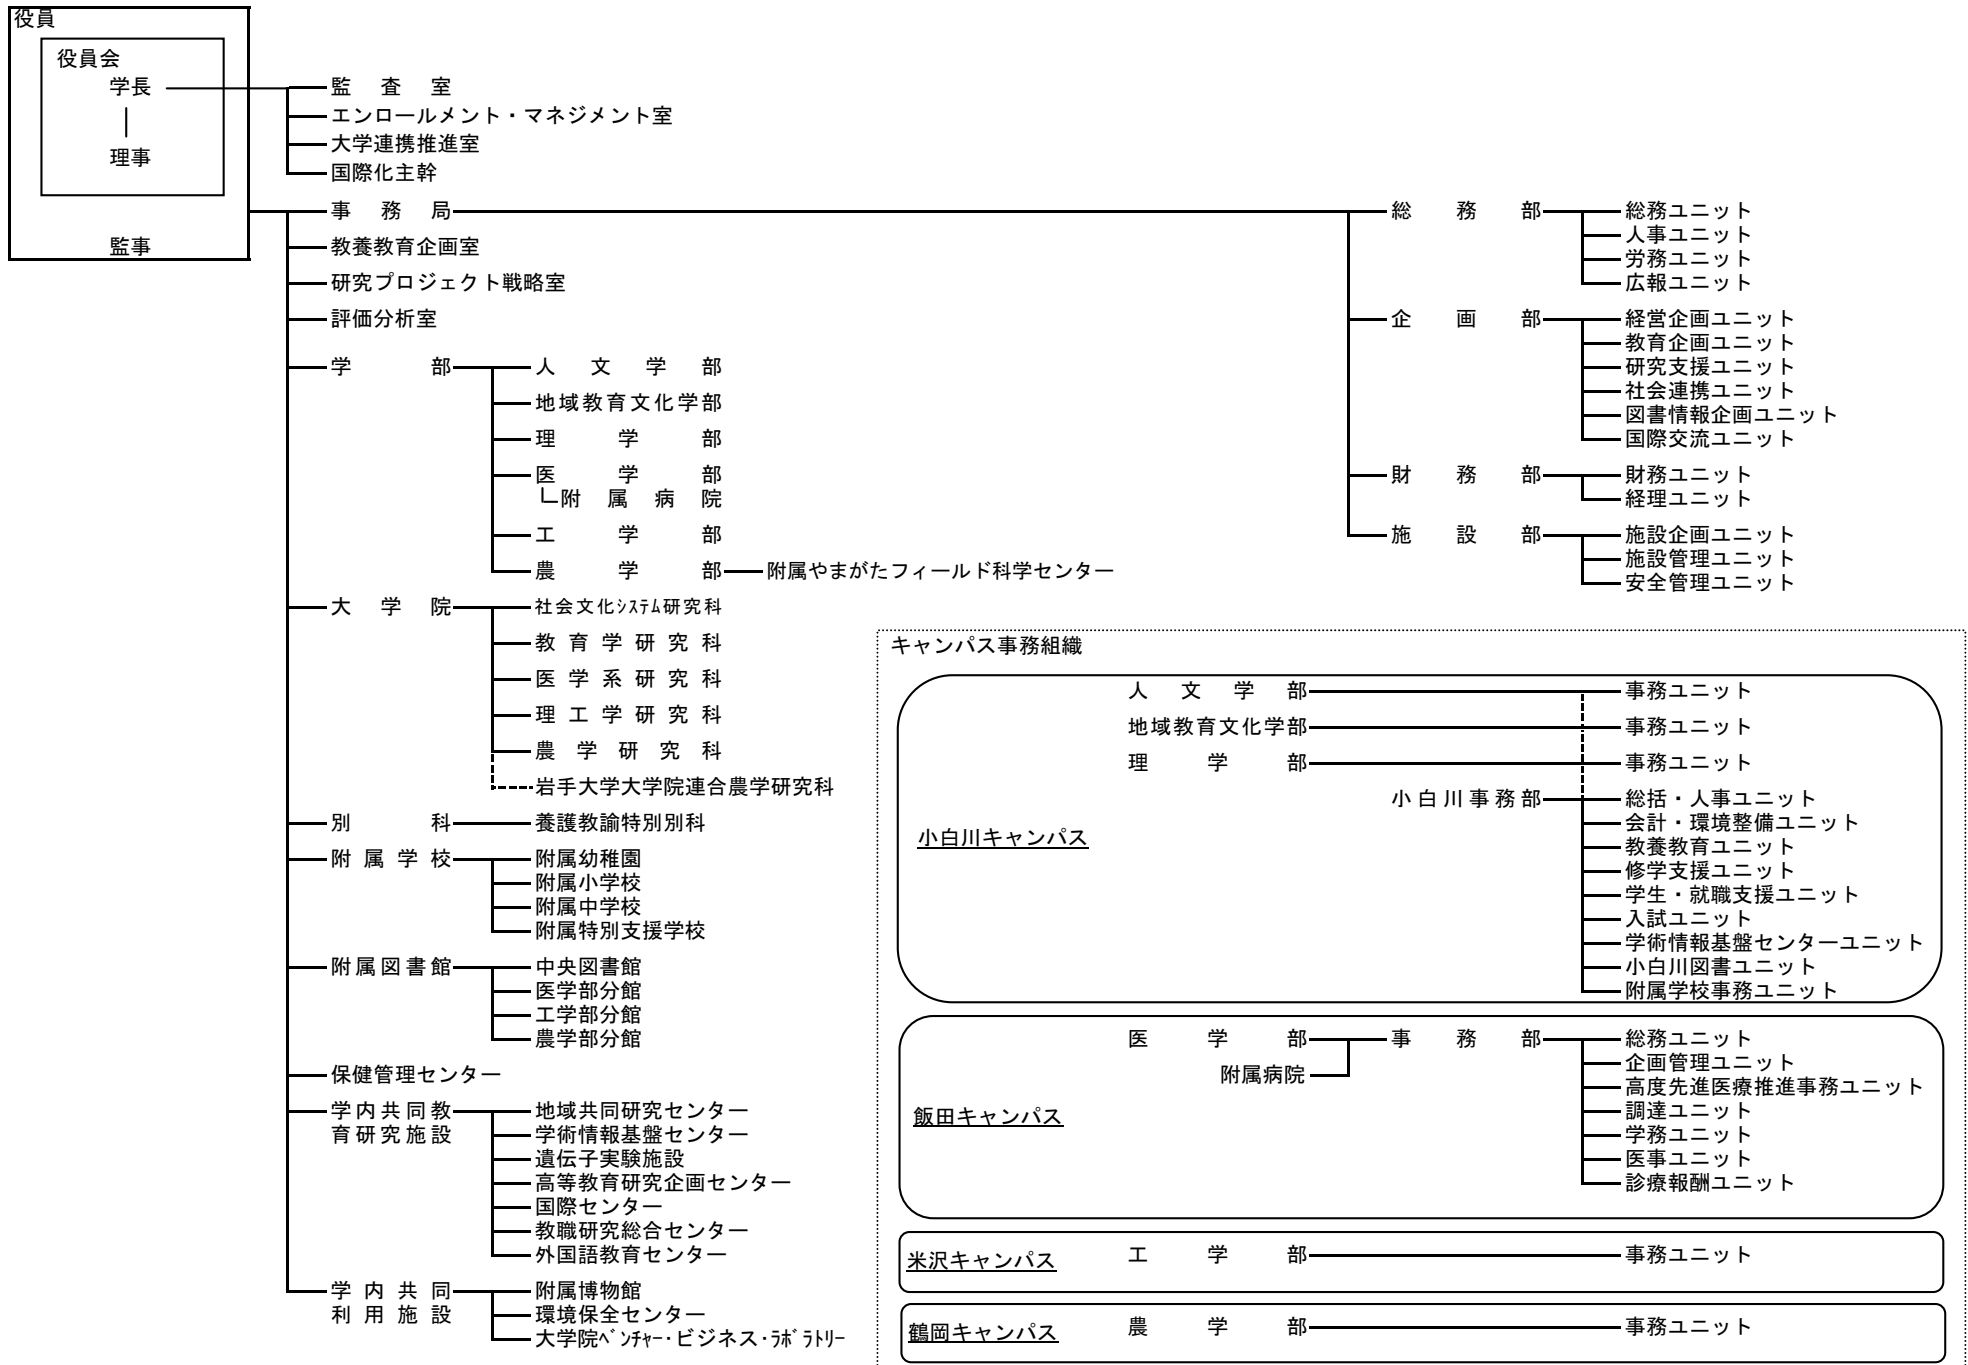 役員
役員会
学長
理事
監事
監査室
エンロールメント・マネジメント室
大学連携推進室
国際化主幹
事務局
教養教育企画室
研究プロジェクト戦略室
評価分析室
学部
人文学部
地域教育文化学部
理学部
医学部
附属病院
工学部
農学部
附属やまがたフィールド科学センター
大学院
社会文化ｼｽﾃﾑ研究科
教育学研究科
医学系研究科
理工学研究科
農学研究科
岩手大学大学院連合農学研究科
別科
養護教諭特別別科
附属学校
附属幼稚園
附属小学校
附属中学校
附属特別支援学校
附属図書館
中央図書館
医学部分館
工学部分館
農学部分館
保健管理センター
学内共同教
育研究施設
地域共同研究センター
学術情報基盤センター
遺伝子実験施設
高等教育研究企画センター
国際センター
教職研究総合センター
外国語教育センター
学内共同
利用施設
附属博物館
環境保全センター
大学院ﾍﾞﾝﾁｬｰ・ビジネス・ﾗﾎﾞﾗﾄﾘｰ
総務部
総務ユニット
人事ユニット
労務ユニット
広報ユニット
企画部
経営企画ユニット
教育企画ユニット
研究支援ユニット
社会連携ユニット
図書情報企画ユニット
国際交流ユニット
財務部
財務ユニット
経理ユニット
施設部
施設企画ユニット
施設管理ユニット
安全管理ユニット
キャンパス事務組織
小白川キャンパス
人文学部
事務ユニット
地域教育文化学部
事務ユニット
理学部
事務ユニット
小白川事務部
総括・人事ユニット
会計・環境整備ユニット
教養教育ユニット
修学支援ユニット
学生・就職支援ユニット
入試ユニット
学術情報基盤センターユニット
小白川図書ユニット
附属学校事務ユニット
飯田キャンパス
医学部
附属病院
事務部
総務ユニット
企画管理ユニット
高度先進医療推進事務ユニット
調達ユニット
学務ユニット
医事ユニット
診療報酬ユニット
米沢キャンパス
工学部
事務ユニット
鶴岡キャンパス
農学部
事務ユニット